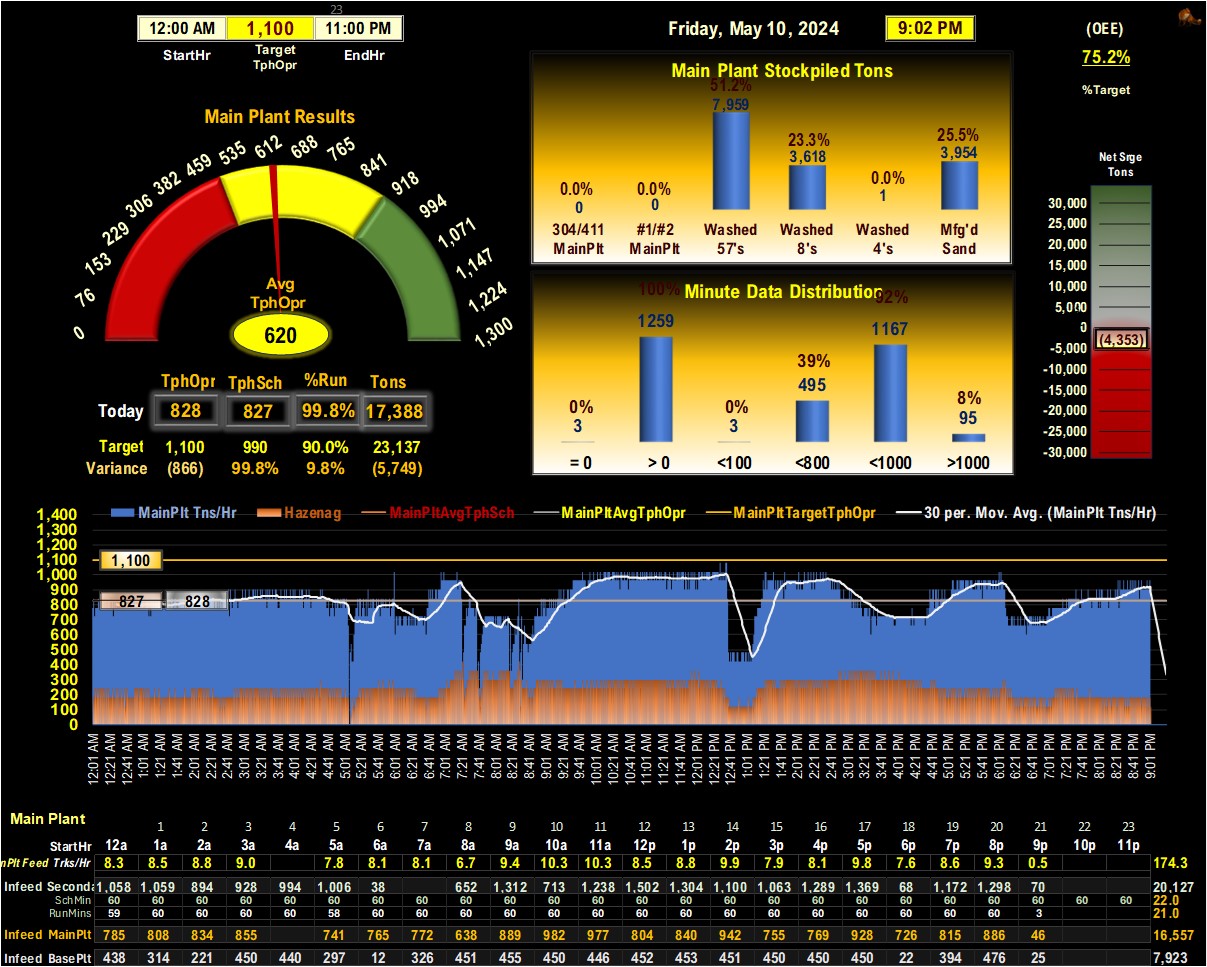 23
12:00 AM 1,100 11:00 PM
StartHr Target TphOpr EndHr
Friday, May 10, 2024 9:02 PM
(OEE)
75.2%
%Target
Main Plant Results
0 76 153 229 306 382 459 535 612 688 765 841 918 994 1,071 1,147 1,224 1,300
Avg
TphOpr
620
TphOpr TphSch %Run Tons
Today 828 827 99.8% 17,388
Target 1,100 990 90.0% 23,137
Variance (866) 99.8% 9.8% (5,749)
Main Plant Stockpiled Tons
0.0% 0.0% 51.2% 23.3% 0.0% 25.5%
0 0 7,959 3,618 1 3,954
304/411 #1/#2 Washed Washed Washed Mfg'd
MainPlt MainPlt 57's 8's 4's Sand
Minute Data Distribution
0% 100% 0% 39% 92% 8%
3 1259 3 495 1167 95
= 0 > 0 <100 <800 <1000 >1000
Net Srge
Tons
30,000
25,000
20,000
15,000
10,000
5,000
0
(4,353)
-5,000
-10,000
-15,000
-20,000
-25,000
-30,000
MainPlt Tns/Hr Hazenag MainPltAvgTphSch MainPltAvgTphOpr MainPltTargetTphOpr 30 per. Mov. Avg. (MainPlt Tns/Hr)
1,400
1,300
1,200
1,100
1,000
900
800
700
600
500
400
300
200
100
0
1,100
827 828
12:01 AM 12:21 AM 12:41 AM 1:01 AM 1:21 AM 1:41 AM 2:01 AM 2:21 AM 2:41 AM 3:01 AM 3:21 AM 3:41 AM 4:01 AM 4:21 AM 4:41 AM 5:01 AM 5:21 AM 5:41 AM 6:01 AM 6:21 AM 6:41 AM 7:01 AM 7:21 AM 7:41 AM 8:01 AM 8:21 AM 8:41 AM 9:01 AM 9:21 AM 9:41 AM 10:01 AM 10:21 AM 10:41 AM 11:01 AM 11:21 AM 11:41 AM 12:01 PM 12:21 PM 12:41 PM 1:01 PM 1:21 PM 1:41 PM 2:01 PM 2:21 PM 2:41 PM 3:01 PM 3:21 PM 3:41 PM 4:01 PM 4:21 PM 4:41 PM 5:01 PM 5:21 PM 5:41 PM 6:01 PM 6:21 PM 6:41 PM 7:01 PM 7:21 PM 7:41 PM 8:01 PM 8:21 PM 8:41 PM 9:01 PM
Main Plant
1 2 3 4 5 6 7 8 9 10 11 12 13 14 15 16 17 18 19 20 21 22 23
StartHr 12a 1a 2a 3a 4a 5a 6a 7a 8a 9a 10a 11a 12p 1p 2p 3p 4p 5p 6p 7p 8p 9p 10p 11p
nPlt Feed Trks/Hr 8.3 8.5 8.8 9.0 7.8 8.1 8.1 6.7 9.4 10.3 10.3 8.5 8.8 9.9 7.9 8.1 9.8 7.6 8.6 9.3 0.5 174.3
Infeed Seconda 1,058 1,059 894 928 994 1,006 38 652 1,312 713 1,238 1,502 1,304 1,100 1,063 1,289 1,369 68 1,172 1,298 70 20,127
SchMin 60 60 60 60 60 60 60 60 60 60 60 60 60 60 60 60 60 60 60 60 60 60 60 60 22.0
RunMins 59 60 60 60 60 58 60 60 60 60 60 60 60 60 60 60 60 60 60 60 60 3 21.0
Infeed MainPlt 785 808 834 855 741 765 772 638 889 982 977 804 840 942 755 769 928 726 815 886 46 16,557
Infeed BasePlt 438 314 221 450 440 297 12 326 451 455 450 446 452 453 451 450 450 450 22 394 476 25 7,923